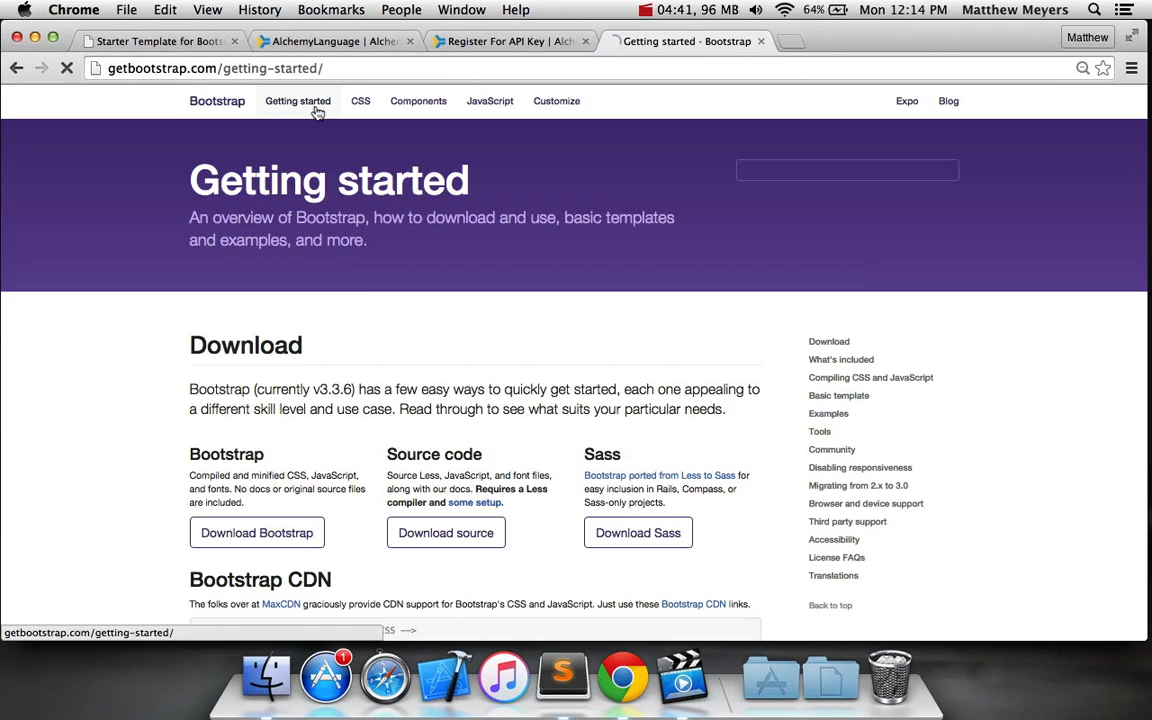 Chrome File Edit View History Bookmarks People Window Help 04:41, 96 MB 64% Mon 12:14 PM Matthew Meyers
Starter Template for Boots AlchemyLanguage | Alchem Register For API Key | Alch Getting started · Bootstrap Matthew
getbootstrap.com/getting-started/
Bootstrap Getting started CSS Components JavaScript Customize Expo Blog
Getting started
An overview of Bootstrap, how to download and use, basic templates
and examples, and more.
Download
Bootstrap (currently v3.3.6) has a few easy ways to quickly get started, each one appealing to
a different skill level and use case. Read through to see what suits your particular needs.
Bootstrap
Compiled and minified CSS, JavaScript,
and fonts. No docs or original source files
are included.
Download Bootstrap
Source code
Source Less, JavaScript, and font files,
along with our docs. Requires a Less
compiler and some setup.
Download source
Sass
Bootstrap ported from Less to Sass for
easy inclusion in Rails, Compass, or
Sass-only projects.
Download Sass
Bootstrap CDN
The folks over at MaxCDN graciously provide CDN support for Bootstrap's CSS and JavaScript. Just use these Bootstrap CDN links.
SS -->
Download
What's included
Compiling CSS and JavaScript
Basic template
Examples
Tools
Community
Disabling responsiveness
Migrating from 2.x to 3.0
Browser and device support
Third party support
Accessibility
License FAQs
Translations
Back to top
getbootstrap.com/getting-started/
1